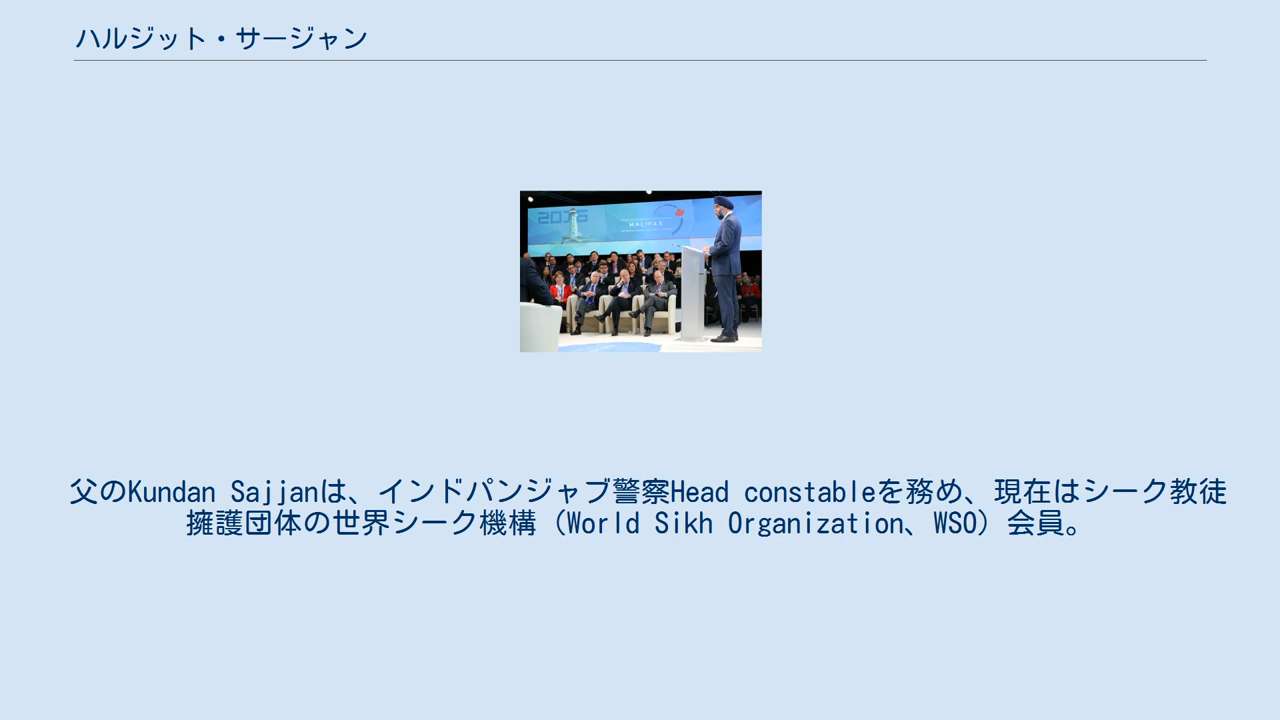 ハルジット・サージャン
2016
HALIFAX
父のKundan Sajjanは、インドパンジャブ警察Head constableを務め、現在はシーク教徒
擁護団体の世界シーク機構（World Sikh Organization、WSO）会員。